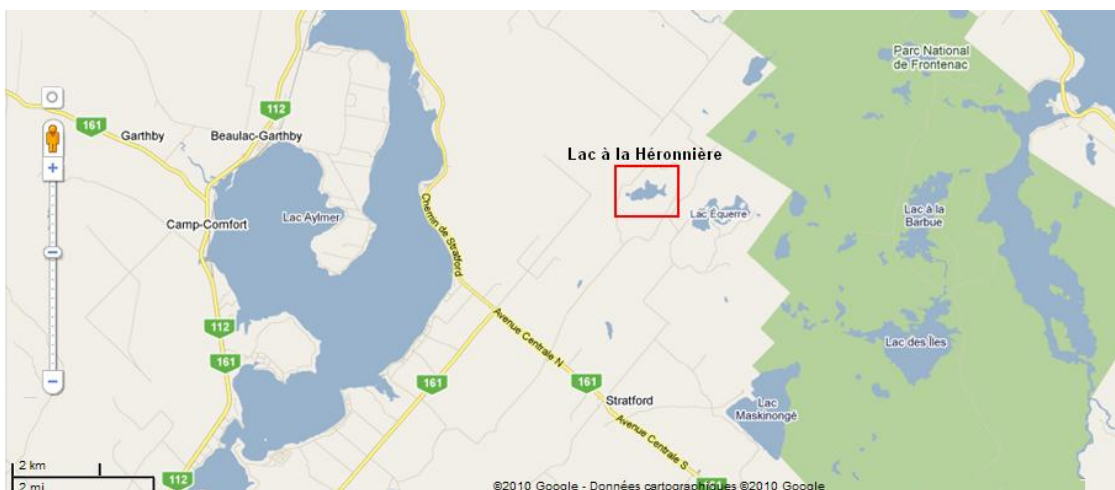 Parc National
de Frontenac
112
161
Garthby
Beaulac-Garthby
Lac à la Héronnière
Chemin de Stratford
Lac Aylmer
Camp-Comfort
Lac Équerre
Lac à la
Barbue
Avenue Centrale N
112
161
Lac des Îles
161
161
Stratford
Lac
Maskinongé
Avenue Centrale S
2 km
112
161
2 mi
©2010 Google - Données cartographiques ©2010 Google